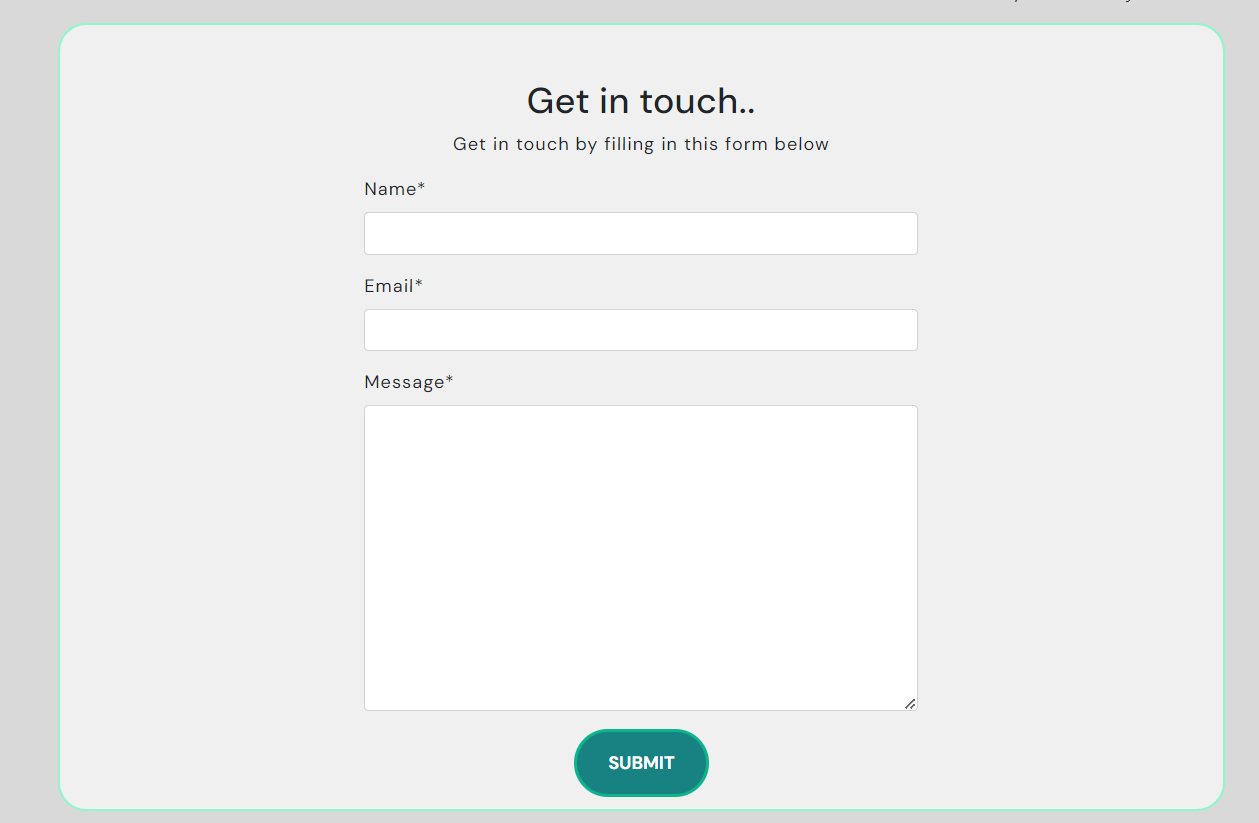 Get in touch..
Get in touch by filling in this form below
Name*
Email*
Message*
SUBMIT